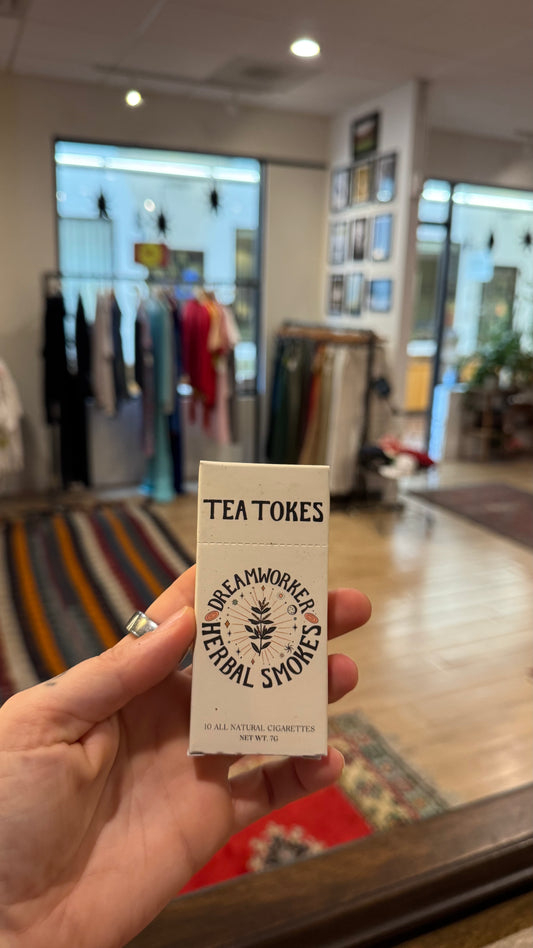 TEA TOKES
DREAMWORKER
HERBAL SMOKES
10 ALL NATURAL CIGARETTES
NET WT. 7G